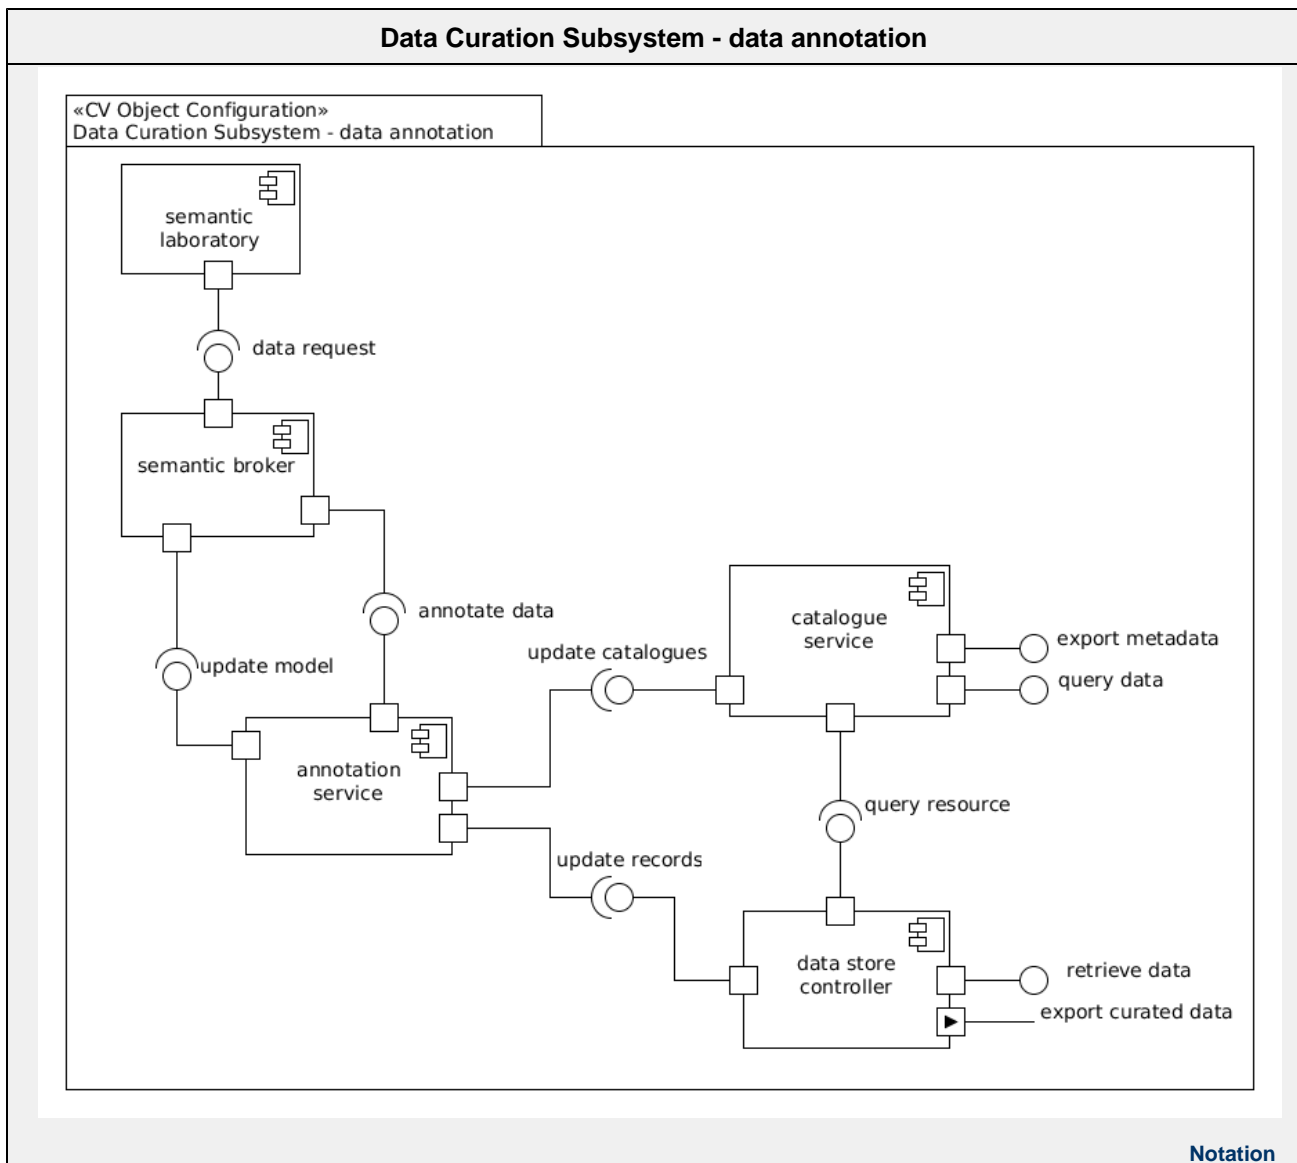 Data Curation Subsystem - data annotation
«CV Object Configuration»
Data Curation Subsystem - data annotation
semantic
laboratory
data request
semantic broker
annotate data
update model
update catalogues
catalogue
service
export metadata
query data
annotation
service
query resource
update records
data store
controller
retrieve data
export curated data
Notation